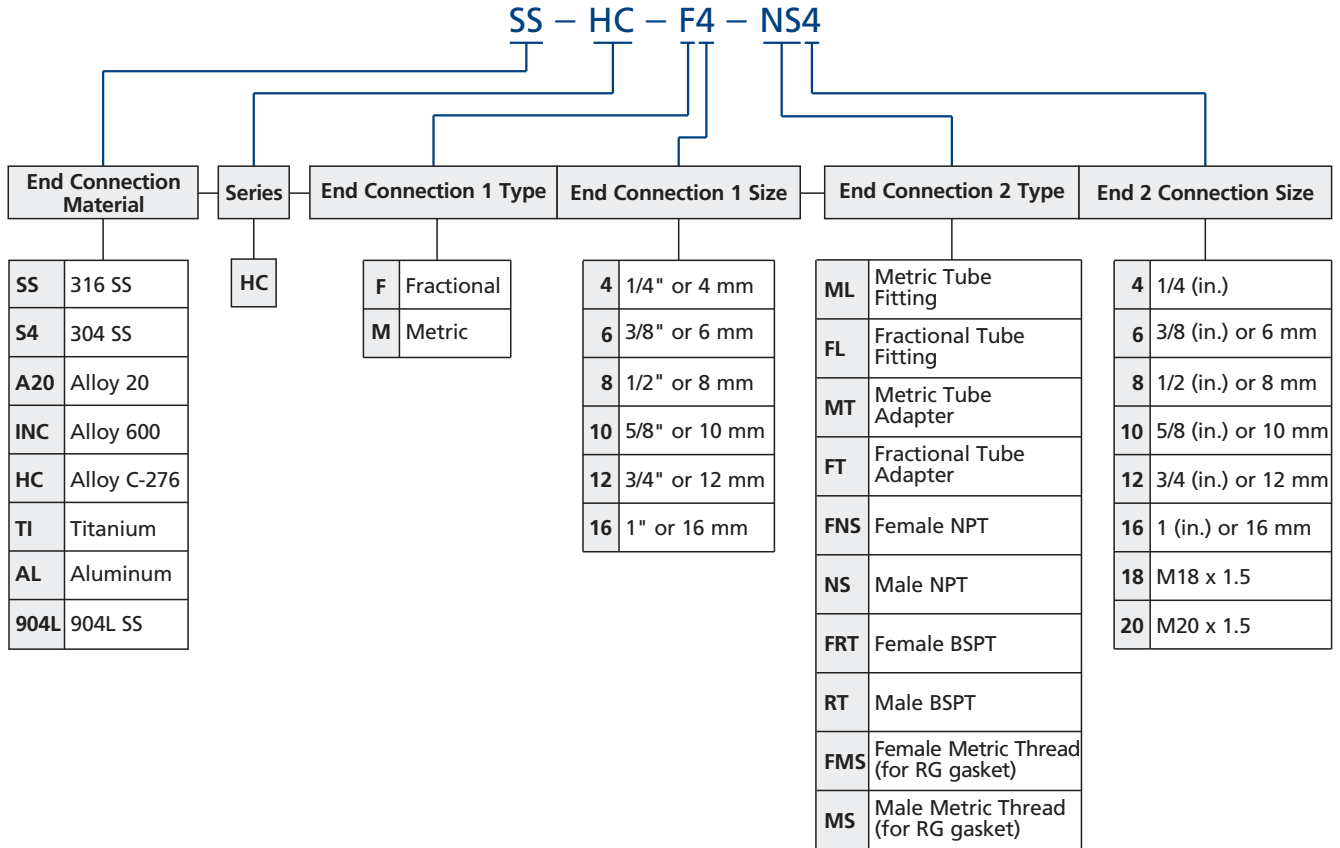 SS – HC – F4 – NS4
End Connection
Material
Series
End Connection 1 Type
End Connection 1 Size
End Connection 2 Type
End 2 Connection Size
SS 316 SS
S4 304 SS
A20 Alloy 20
INC Alloy 600
HC Alloy C-276
TI Titanium
AL Aluminum
904L 904L SS
HC
F Fractional
M Metric
4 1/4" or 4 mm
6 3/8" or 6 mm
8 1/2" or 8 mm
10 5/8" or 10 mm
12 3/4" or 12 mm
16 1" or 16 mm
ML Metric Tube
Fitting
FL Fractional Tube
Fitting
MT Metric Tube
Adapter
FT Fractional Tube
Adapter
FNS Female NPT
NS Male NPT
FRT Female BSPT
RT Male BSPT
FMS Female Metric Thread
(for RG gasket)
MS Male Metric Thread
(for RG gasket)
4 1/4 (in.)
6 3/8 (in.) or 6 mm
8 1/2 (in.) or 8 mm
10 5/8 (in.) or 10 mm
12 3/4 (in.) or 12 mm
16 1 (in.) or 16 mm
18 M18 x 1.5
20 M20 x 1.5